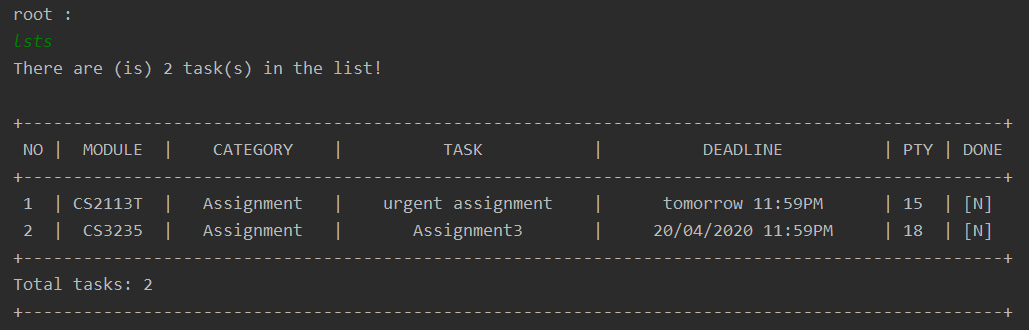 root :
lsts
There are (is) 2 task(s) in the list!
+--------------------------------------------------------------------------------------------------+
NO | MODULE | CATEGORY | TASK | DEADLINE | PTY | DONE
+--------------------------------------------------------------------------------------------------+
1 | CS2113T | Assignment | urgent assignment | tomorrow 11:59PM | 15 | [N]
2 | CS3235 | Assignment | Assignment3 | 20/04/2020 11:59PM | 18 | [N]
+--------------------------------------------------------------------------------------------------+
Total tasks: 2
+--------------------------------------------------------------------------------------------------+